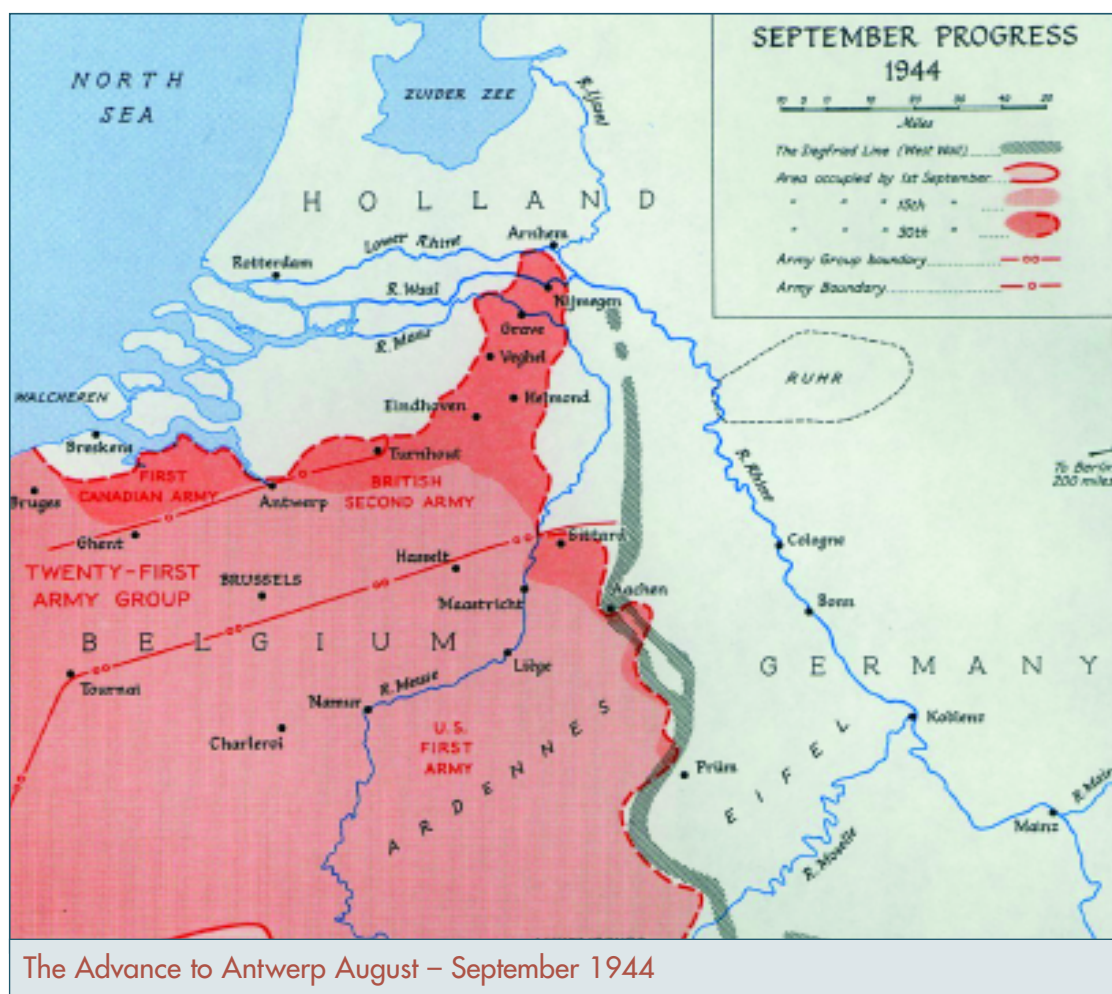 SEPTEMBER PROGRESS
1944
Miles
The Siegfried Line (West Wall)
Area occupied by 1st September
" " 15th "
" " " 30th "
Army Group boundary
Army Boundary
NORTH
SEA
ZUIDER ZEE
R. Ijssel
HOLLAND
Arnhem
Lower Rhine
Rotterdam
R. Waal
Nijmegen
R. Maas
Grave
Veghel
RUHR
WALCHEREN
Eindhoven
Helmond
Breskens
Turnhout
R. Rhine
To Berlin
200 miles
FIRST
CANADIAN ARMY
BRITISH
SECOND ARMY
Bruges
Antwerp
Ghent
Sittard
Cologne
Hasselt
TWENTY-FIRST
ARMY GROUP
BRUSSELS
Maastricht
Aachen
Bonn
BELGIUM
Liège
GERMANY
Tournai
Namur
R. Meuse
Koblenz
Charleroi
U.S.
FIRST
ARMY
ARDENNES
Prüm
EIFEL
R. Main
Mainz
R. Moselle
The Advance to Antwerp August – September 1944